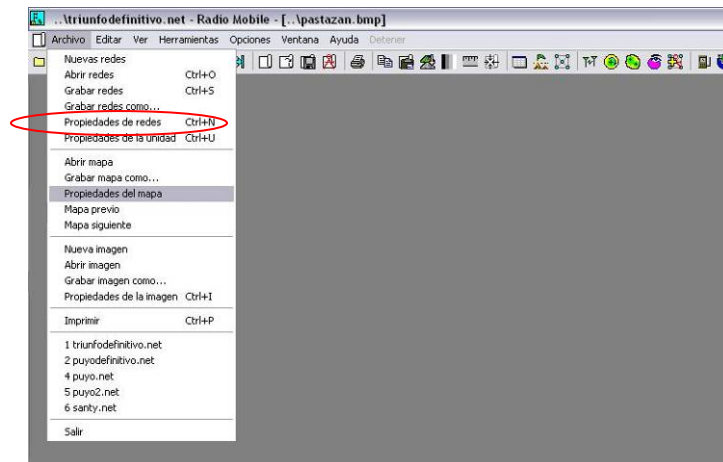 ..\triunfodefinitivo.net - Radio Mobile - [..\pastazan.bmp]
Archivo Editar Ver Herramientas Opciones Ventana Ayuda Detener
Nuevas redes
Abrir redes Ctrl+O
Grabar redes Ctrl+S
Grabar redes como...
Propiedades de redes Ctrl+N
Propiedades de la unidad Ctrl+U
Abrir mapa
Grabar mapa como...
Propiedades del mapa
Mapa previo
Mapa siguiente
Nueva imagen
Abrir imagen
Grabar imagen como...
Propiedades de la imagen Ctrl+I
Imprimir Ctrl+P
1 triunfodefinitivo.net
2 puyodefinitivo.net
4 puyo.net
5 puyo2.net
6 santy.net
Salir